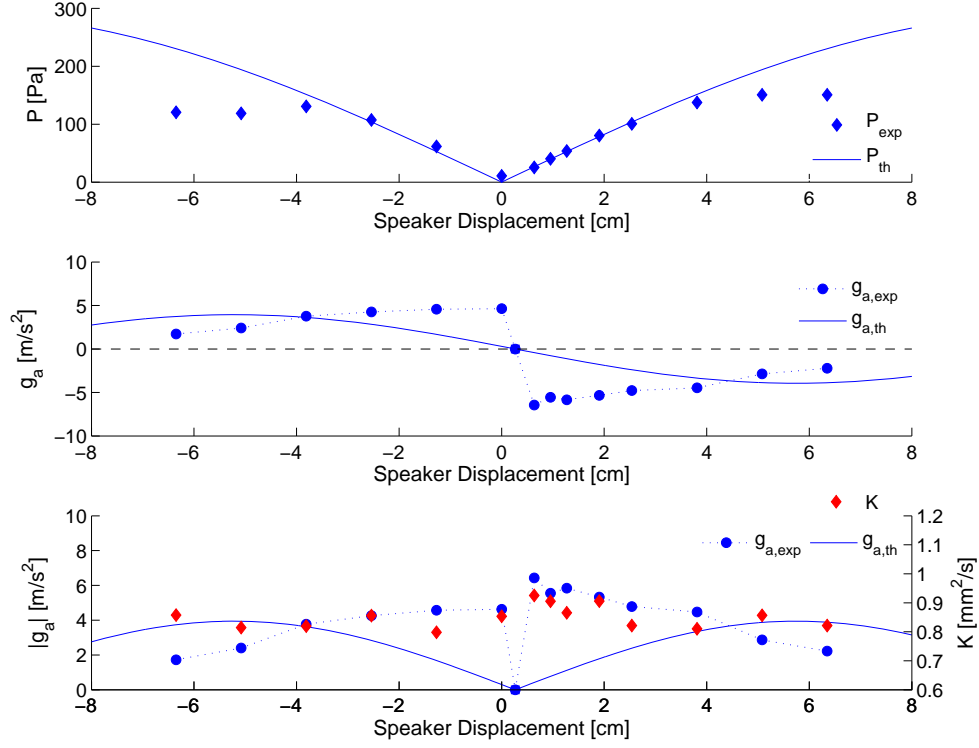 300
200
100
0
P [Pa]
P_exp
P_th
−8 −6 −4 −2 0 2 4 6 8
Speaker Displacement [cm]
10
5
0
−5
−10
g_a [m/s^2]
g_a,exp
g_a,th
−8 −6 −4 −2 0 2 4 6 8
Speaker Displacement [cm]
K
10
8
6
4
2
0
|g_a| [m/s^2]
g_a,exp g_a,th
1.2
1.1
1
0.9
0.8
0.7
0.6
K [mm^2/s]
−8 −6 −4 −2 0 2 4 6 8
Speaker Displacement [cm]